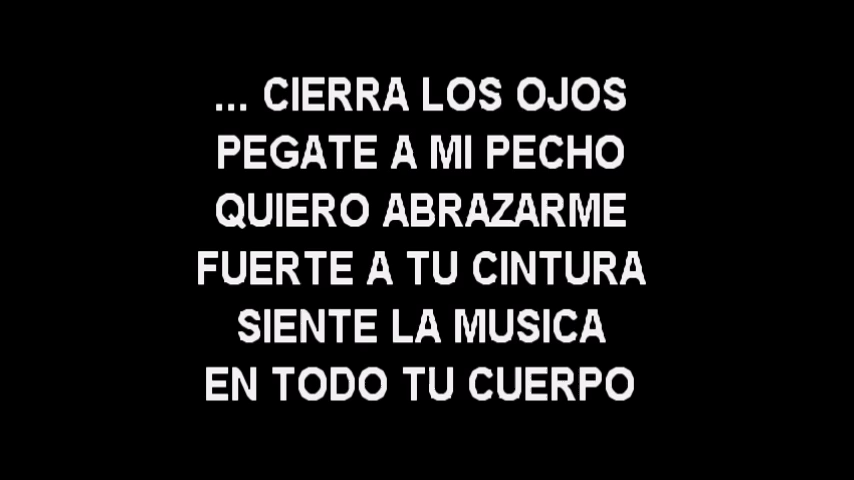 ... CIERRA LOS OJOS
PEGATE A MI PECHO
QUIERO ABRAZARME
FUERTE A TU CINTURA
SIENTE LA MUSICA
EN TODO TU CUERPO